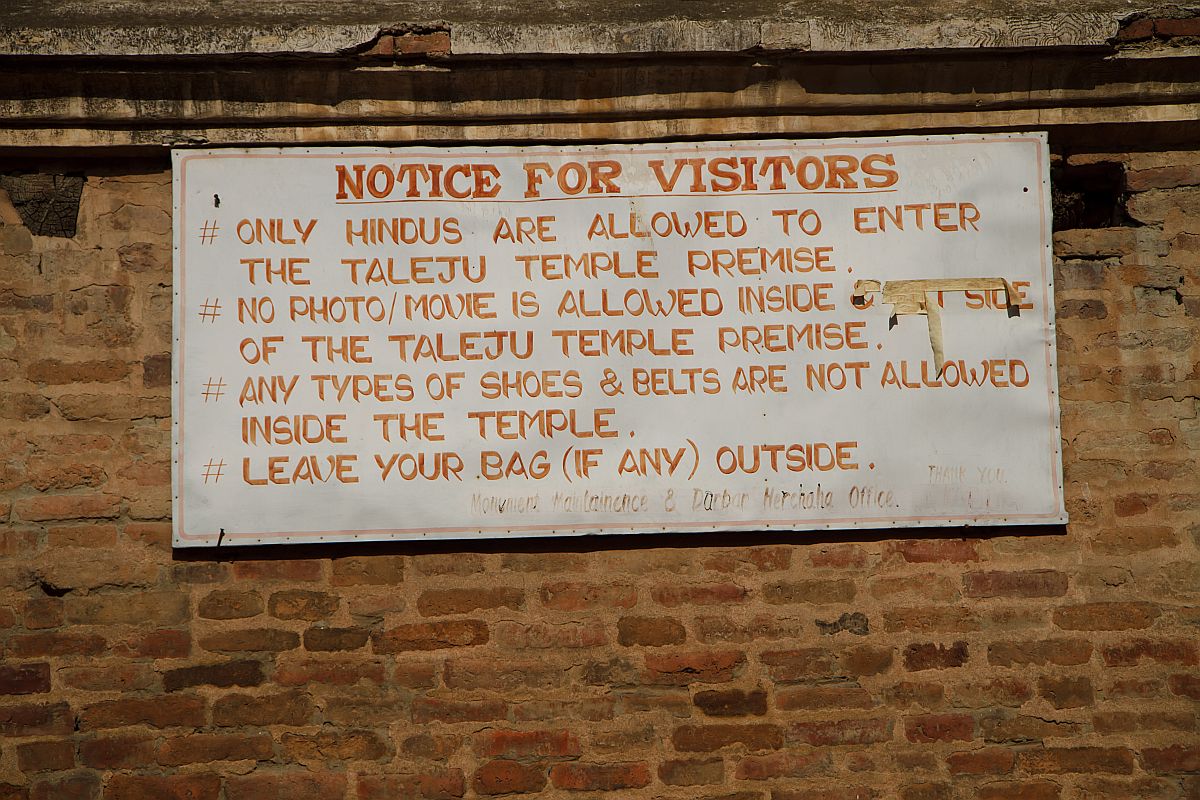 NOTICE FOR VISITORS
# ONLY HINDUS ARE ALLOWED TO ENTER
THE TALEJU TEMPLE PREMISE.
# NO PHOTO/MOVIE IS ALLOWED INSIDE & SIDE
OF THE TALEJU TEMPLE PREMISE.
# ANY TYPES OF SHOES & BELTS ARE NOT ALLOWED
INSIDE THE TEMPLE.
# LEAVE YOUR BAG (IF ANY) OUTSIDE.
THANK YOU.
Monument Maintainence & Durbar Office.